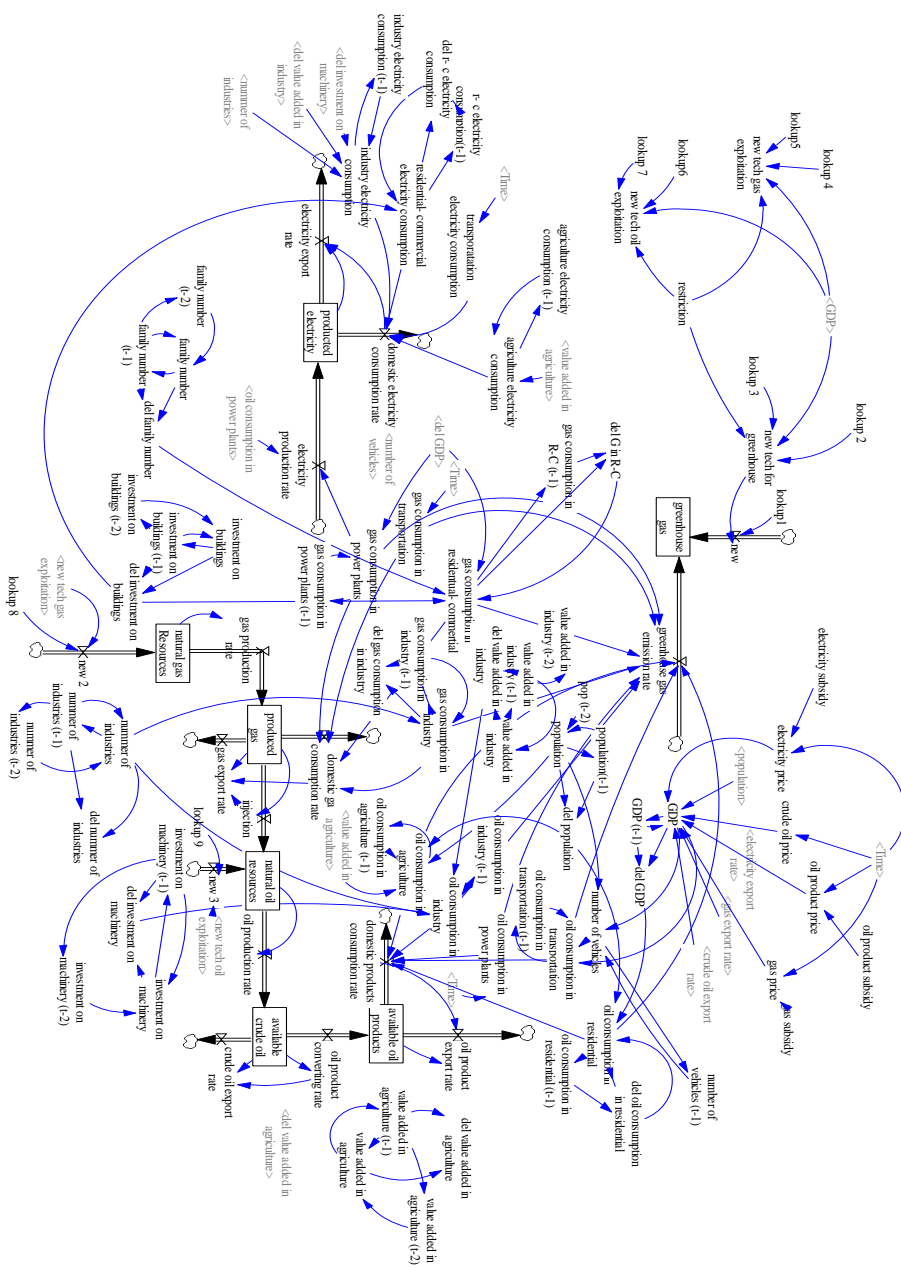 lookup 4
lookup5
new tech gas
exploitation
lookup6
lookup 7
new tech oil
exploitation
restriction
<GDP>
lookup 2
lookup 3
new tech for
greenhouse
lookup1
new
greenhouse
gas
greenhouse gas
emission rate
electricity subsidy
electricity price
<population>
crude oil price
<Time>
oil product price
oil product subsidy
gas price
gas subsidy
GDP
GDP (t-1)
del GDP
<electricity export
rate>
<gas export rate>
<crude oil export
rate>
number of
vehicles (t-1)
number of vehicles
r- c electricity
consumption(t-1)
del r- c electricity
consumption
industry electricity
consumption (t-1)
<del investment on
machinery>
<del value added in
industry>
<nummer of
industries>
industry electricity
consumption
residential- commercial
electricity consumption
<Time>
transporatation
electricity consumption
agriculture electricity
consumption (t-1)
agriculture electricity
consumption
<value added in
agriculture>
electricity export
rate
producted
electricity
domestic electricity
consumption rate
electricity
production rate
<oil consumption in
power plants>
family number
(t-2)
family number
family number
(t-1)
del family number
<number of
vehicles>
<del GDP>
<Time>
gas consumption in
R-C (t-1)
del G in R-C
gas consumption in
transportation
gas consumption in
power plants
gas consumption in
power plants (t-1)
gas consumption in
residential- commertial
investment on
buildings
investment on
buildings (t-1)
investment on
buildings (t-2)
del investment on
buildings
<new tech gas
exploitation>
lookup 8
new 2
natural gas
Resources
gas production
rate
produced
gas
gas export rate
domestic ga
consumption rate
injection
gas consumption in
industry (t-1)
del gas consumption
in industry
gas consumption in
industry
value added in
industry (t-2)
value added in
industry (t-1)
del value added in
industry
value added in
industry
pop (t-2)
population(t-1)
population
del population
nummer of
industries
nummer of
industries (t-1)
nummer of
industries (t-2)
del nummer of
industries
lookup 9
new 3
<new tech oil
exploitation>
natural oil
resources
oil production rate
<value added in
agriculture>
oil consumption in
agriculture (t-1)
oil consumption in
agriculture
oil consumption in
industry (t-1)
oil consumption in
industry
oil consumption in
transportation (t-1)
oil consumption in
transportation
oil consumption in
power plants
oil consumption in
residential
oil consumption in
residential (t-1)
del oil consumption
in residential
investment on
machinery (t-1)
del investment on
machinery
investment on
machinery
investment on
machinery (t-2)
domestic products
consumption rate
<Time>
available oil
products
oil product
export rate
available
crude oil
oil product
converting rate
crude oil export
rate
<del value added in
agriculture>
value added in
agriculture (t-1)
value added in
agriculture
del value added in
agriculture
value added in
agriculture (t-2)